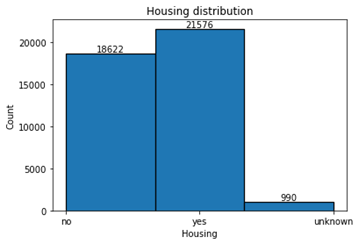 Housing distribution
21576
18622
990
20000
15000
10000
5000
0
Count
no yes unknown
Housing